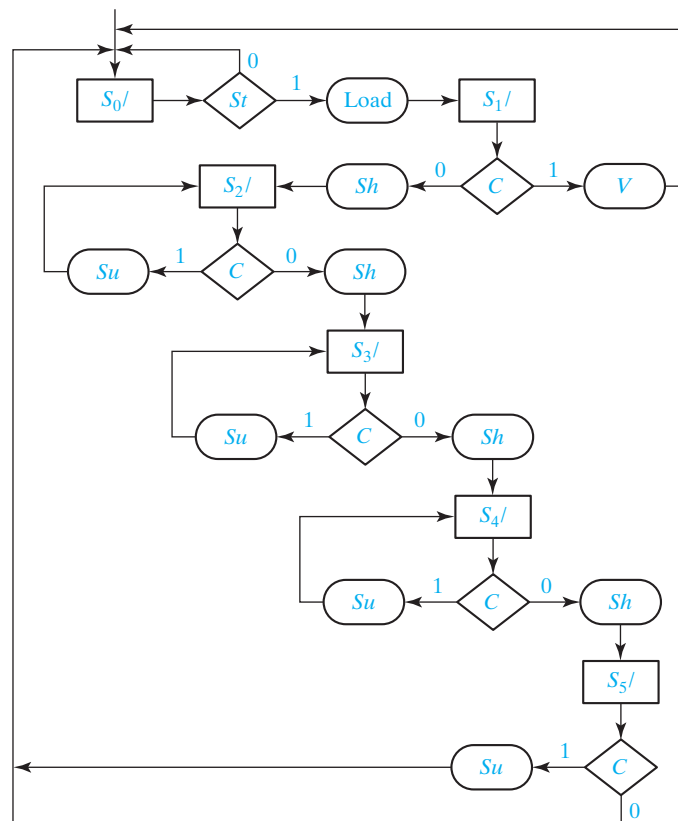 0
S0/ St 1 Load S1/
S2/ Sh 0 C 1 V
Su 1 C 0 Sh
S3/
Su 1 C 0 Sh
S4/
Su 1 C 0 Sh
S5/
Su 1 C
0